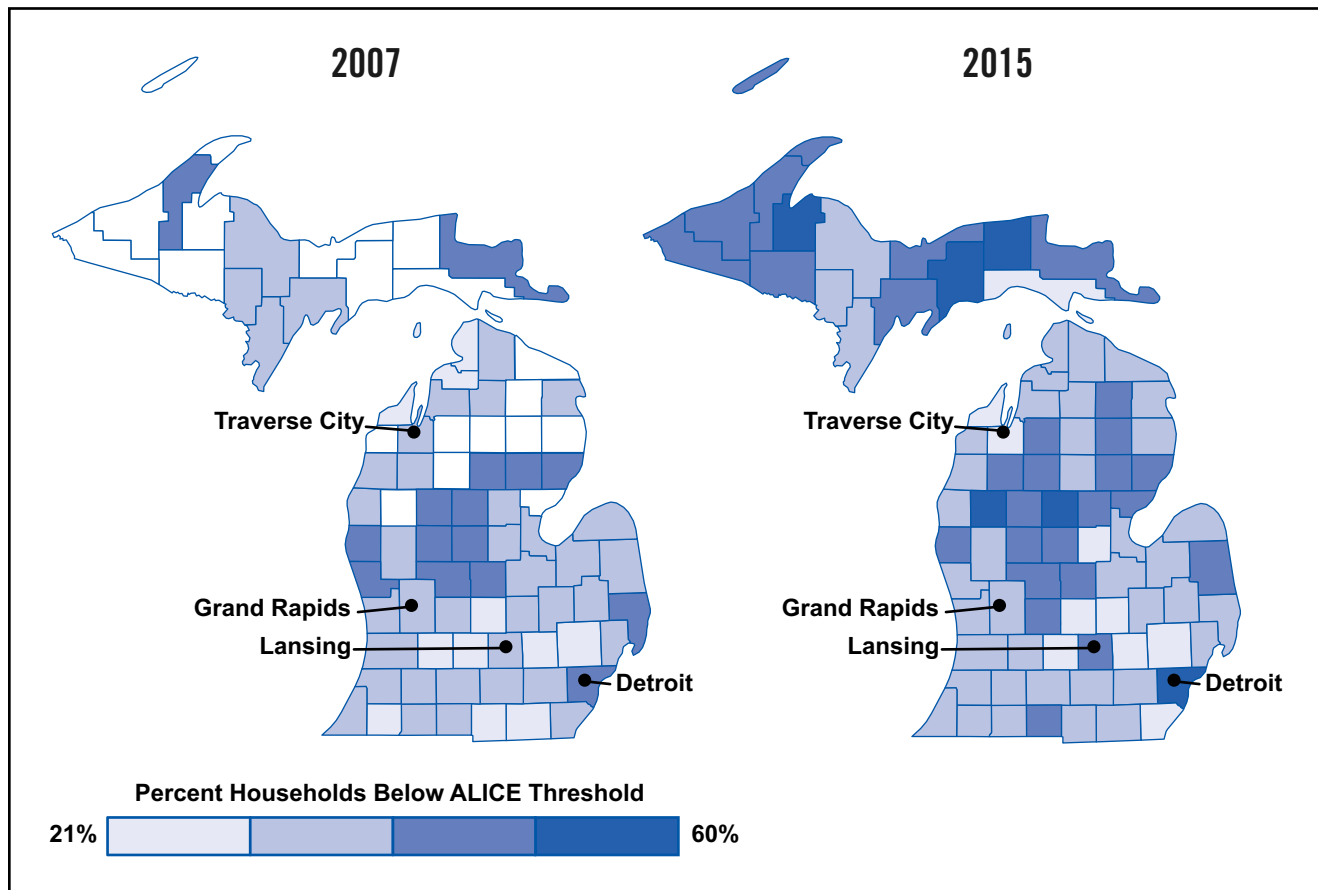 2007
2015
Traverse City
Traverse City
Grand Rapids
Grand Rapids
Lansing
Lansing
Detroit
Detroit
Percent Households Below ALICE Threshold
21%
60%